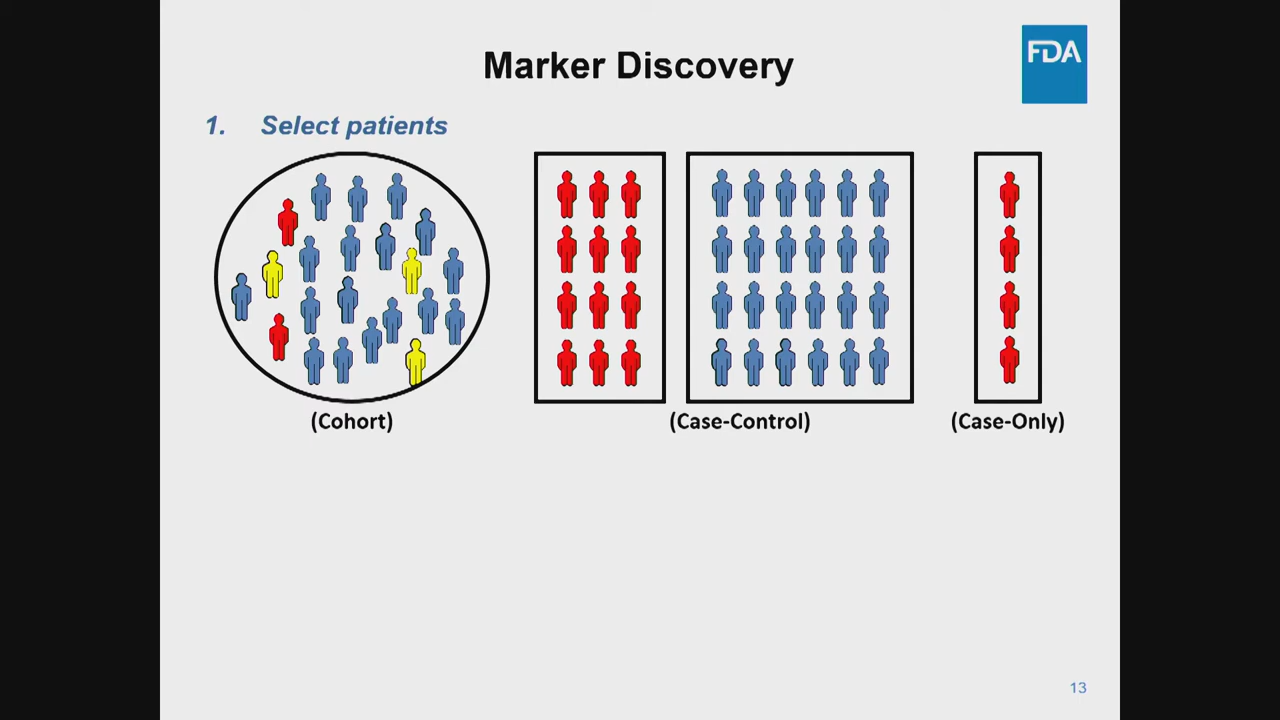 Marker Discovery
FDA
1. Select patients
(Cohort)
(Case-Control)
(Case-Only)
13